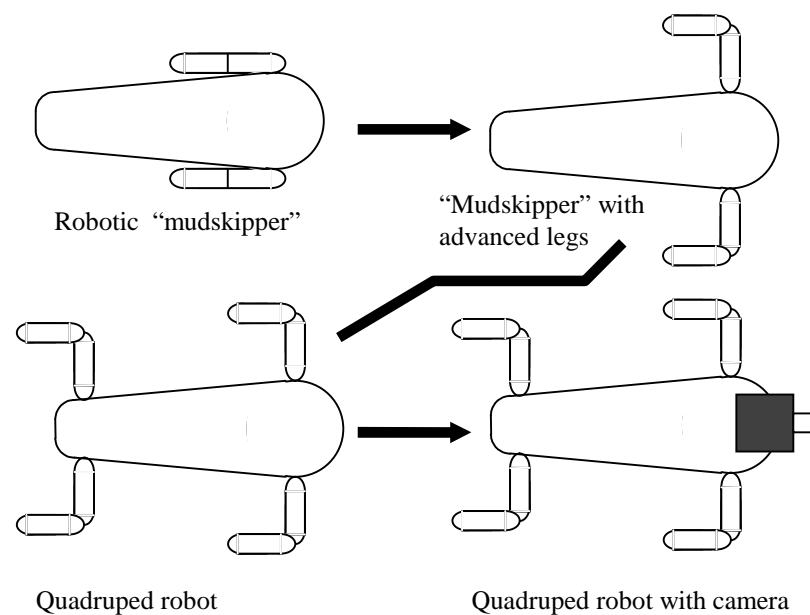 Robotic “mudskipper”
“Mudskipper” with
advanced legs
Quadruped robot
Quadruped robot with camera